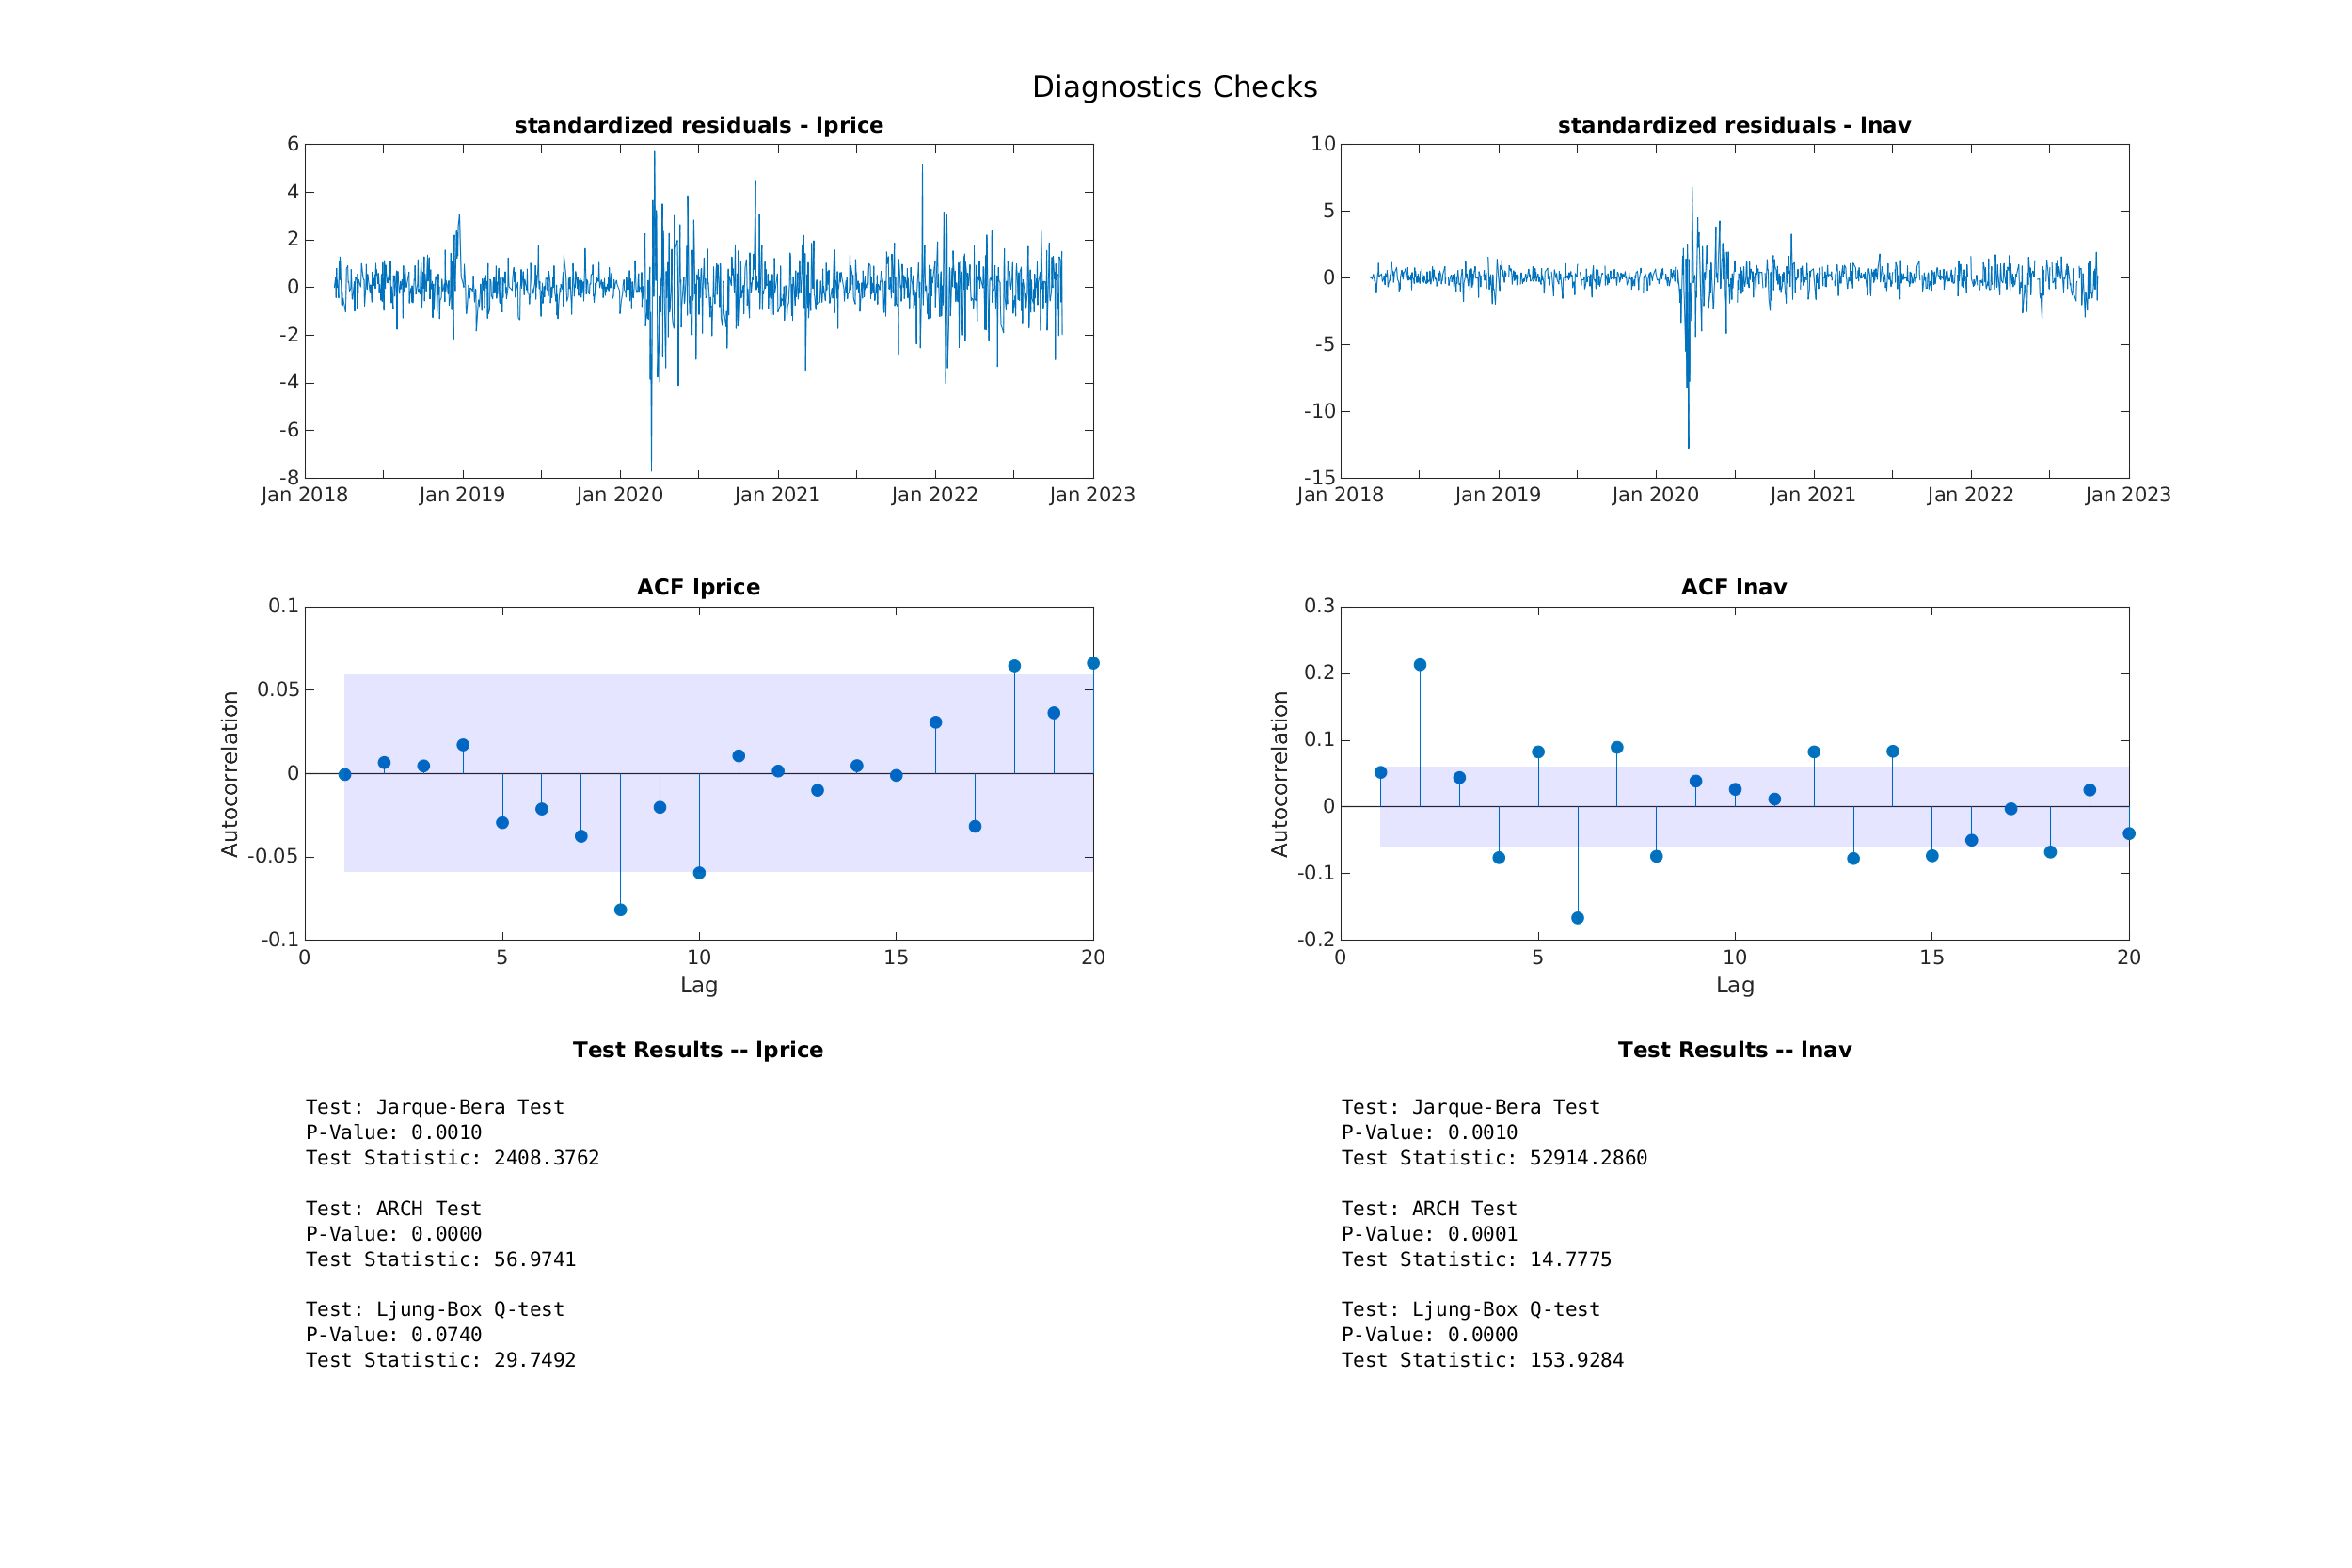 Diagnostics Checks
standardized residuals - lprice
6
4
2
0
-2
-4
-6
-8
Jan 2018 Jan 2019 Jan 2020 Jan 2021 Jan 2022 Jan 2023
standardized residuals - lnav
10
5
0
-5
-10
-15
Jan 2018 Jan 2019 Jan 2020 Jan 2021 Jan 2022 Jan 2023
ACF lprice
Autocorrelation
0.1
0.05
0
-0.05
-0.1
0 5 10 15 20
Lag
ACF lnav
Autocorrelation
0.3
0.2
0.1
0
-0.1
-0.2
0 5 10 15 20
Lag
Test Results -- lprice
Test: Jarque-Bera Test
P-Value: 0.0010
Test Statistic: 2408.3762
Test: ARCH Test
P-Value: 0.0000
Test Statistic: 56.9741
Test: Ljung-Box Q-test
P-Value: 0.0740
Test Statistic: 29.7492
Test Results -- lnav
Test: Jarque-Bera Test
P-Value: 0.0010
Test Statistic: 52914.2860
Test: ARCH Test
P-Value: 0.0001
Test Statistic: 14.7775
Test: Ljung-Box Q-test
P-Value: 0.0000
Test Statistic: 153.9284